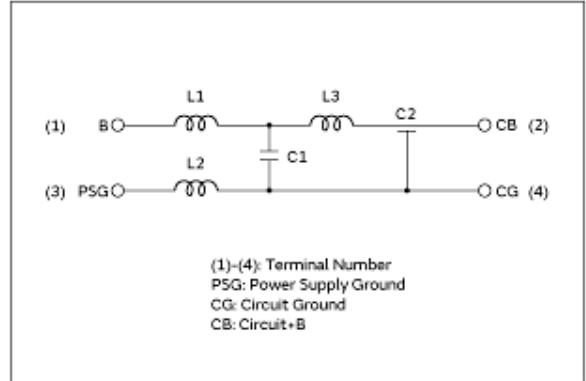 L1
L3
C2
(1) B
CB (2)
C1
L2
(3) PSG
CG (4)
(1)-(4): Terminal Number
PSG: Power Supply Ground
CG: Circuit Ground
CB: Circuit+B